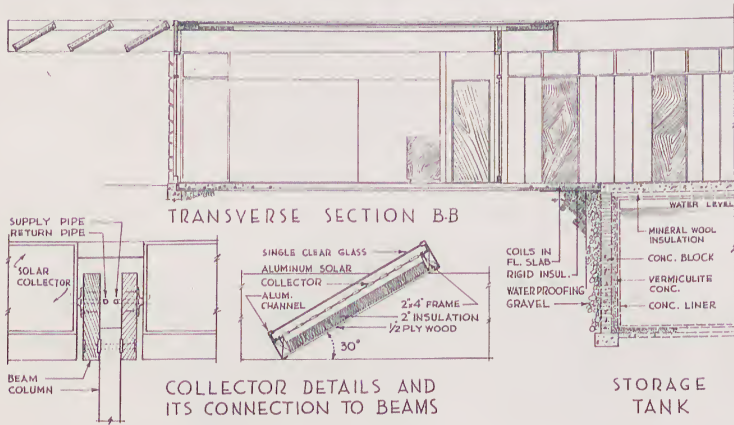 TRANSVERSE SECTION B-B
SUPPLY PIPE
RETURN PIPE
SOLAR
COLLECTOR
BEAM
COLUMN
SINGLE CLEAR GLASS
ALUMINUM SOLAR
COLLECTOR
ALUM.
CHANNEL
2"x4" FRAME
2" INSULATION
1/2 PLY WOOD
30°
COLLECTOR DETAILS AND
ITS CONNECTION TO BEAMS
COILS IN
FL. SLAB
RIGID INSUL.
WATERPROOFING
GRAVEL
WATER LEVEL
MINERAL WOOL
INSULATION
CONC. BLOCK
VERMICULITE
CONC.
CONC. LINER
STORAGE
TANK